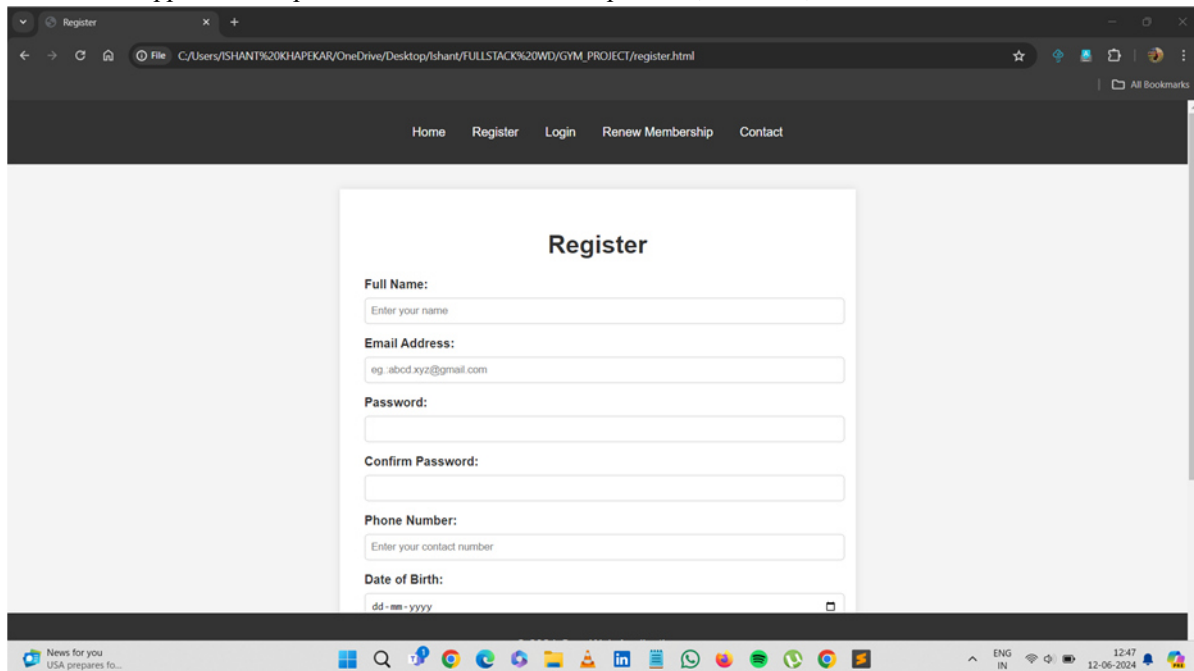 Register
File C:/Users/ISHANT%20KHAPEKAR/OneDrive/Desktop/Ishant/FULLSTACK%20WD/GYM_PROJECT/register.html
All Bookmarks
Home Register Login Renew Membership Contact
Register
Full Name:
Enter your name
Email Address:
eg.:abcd.xyz@gmail.com
Password:
Confirm Password:
Phone Number:
Enter your contact number
Date of Birth:
dd-mm-yyyy
News for you
USA prepares fo...
ENG
IN
12:47
12-06-2024